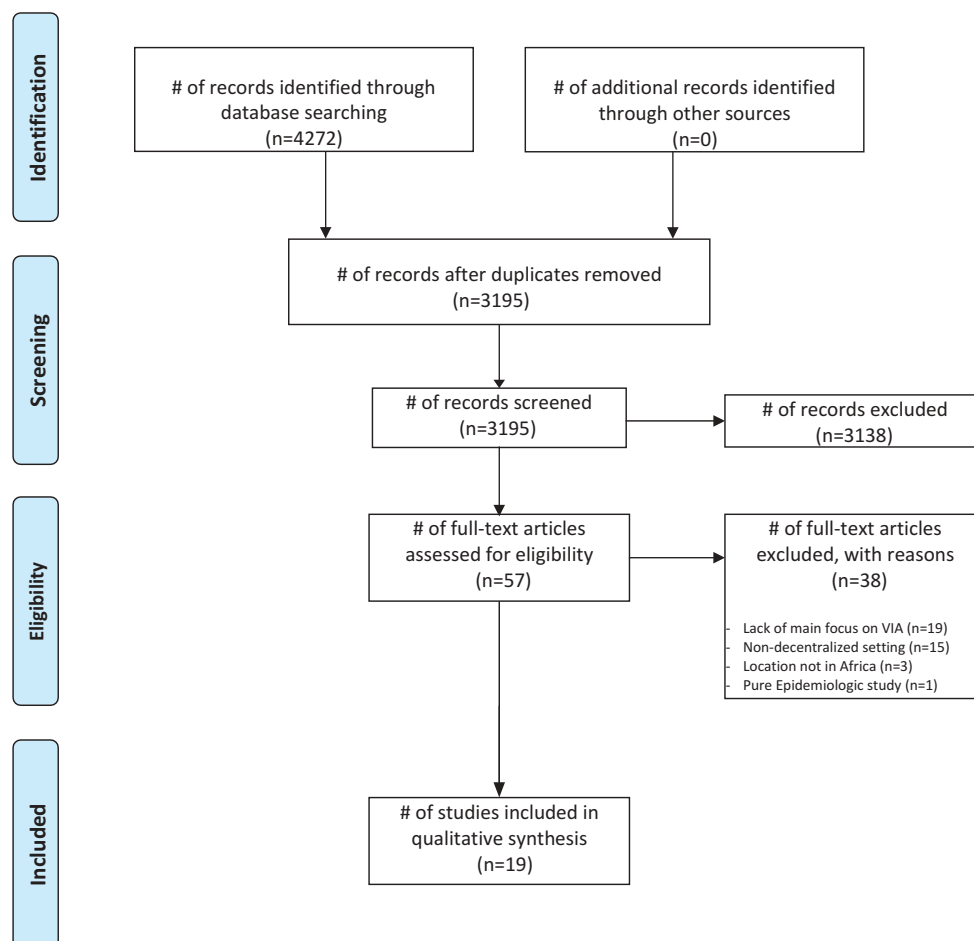 Identification
# of records identified through
database searching
(n=4272)
# of additional records identified
through other sources
(n=0)
Screening
# of records after duplicates removed
(n=3195)
# of records screened
(n=3195)
# of records excluded
(n=3138)
Eligibility
# of full-text articles
assessed for eligibility
(n=57)
# of full-text articles
excluded, with reasons
(n=38)
- Lack of main focus on VIA (n=19)
- Non-decentralized setting (n=15)
- Location not in Africa (n=3)
- Pure Epidemiologic study (n=1)
Included
# of studies included in
qualitative synthesis
(n=19)